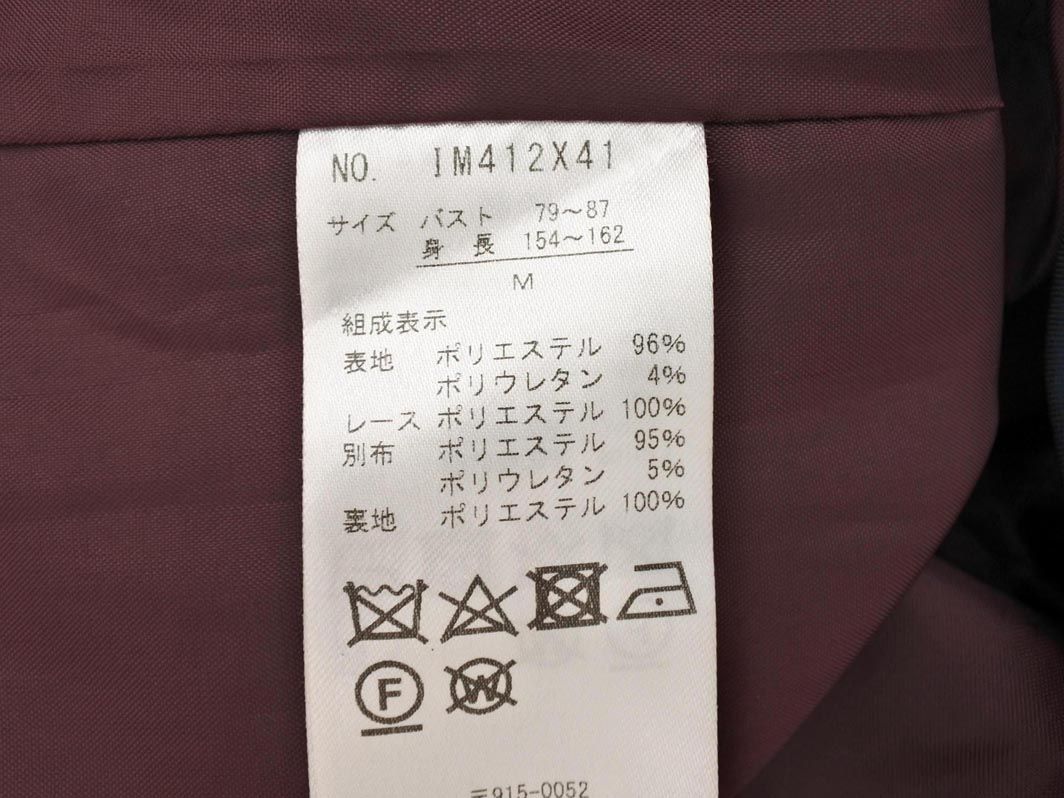 NO. IM412X41
サイズ バスト 79〜87
身長 154〜162
M
組成表示
表地 ポリエステル 96%
ポリウレタン 4%
レース ポリエステル 100%
別布 ポリエステル 95%
ポリウレタン 5%
裏地 ポリエステル 100%
F W
〒915-0052